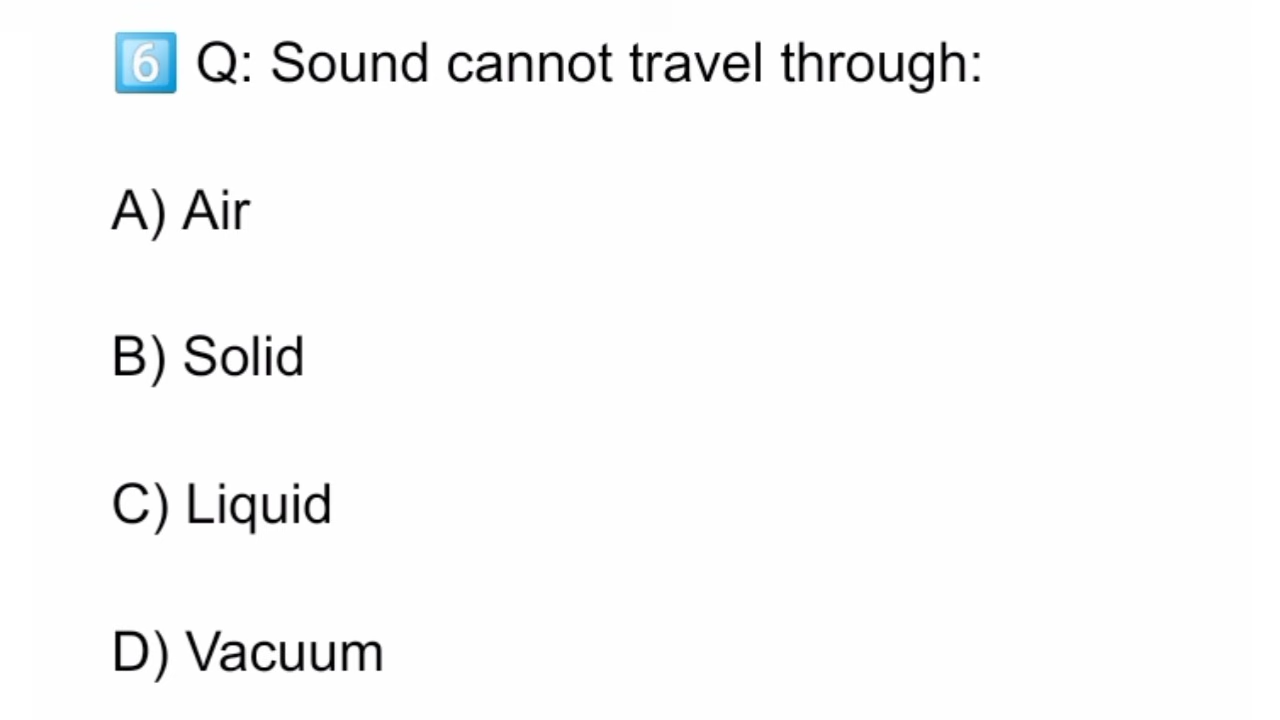 6️⃣ Q: Sound cannot travel through:
A) Air
B) Solid
C) Liquid
D) Vacuum